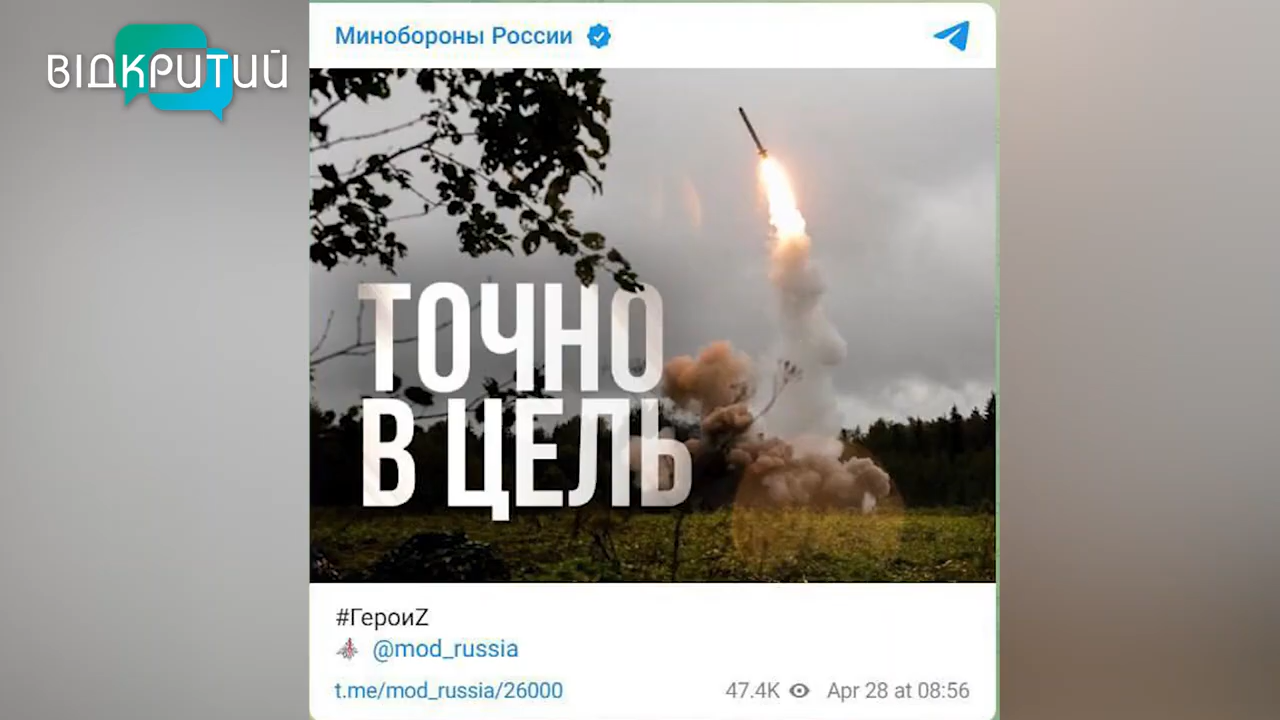 ВІДКРИТИЙ
Минобороны России
ТОЧНО
В ЦЕЛЬ
#ГероиZ
@mod_russia
t.me/mod_russia/26000
47.4K Apr 28 at 08:56